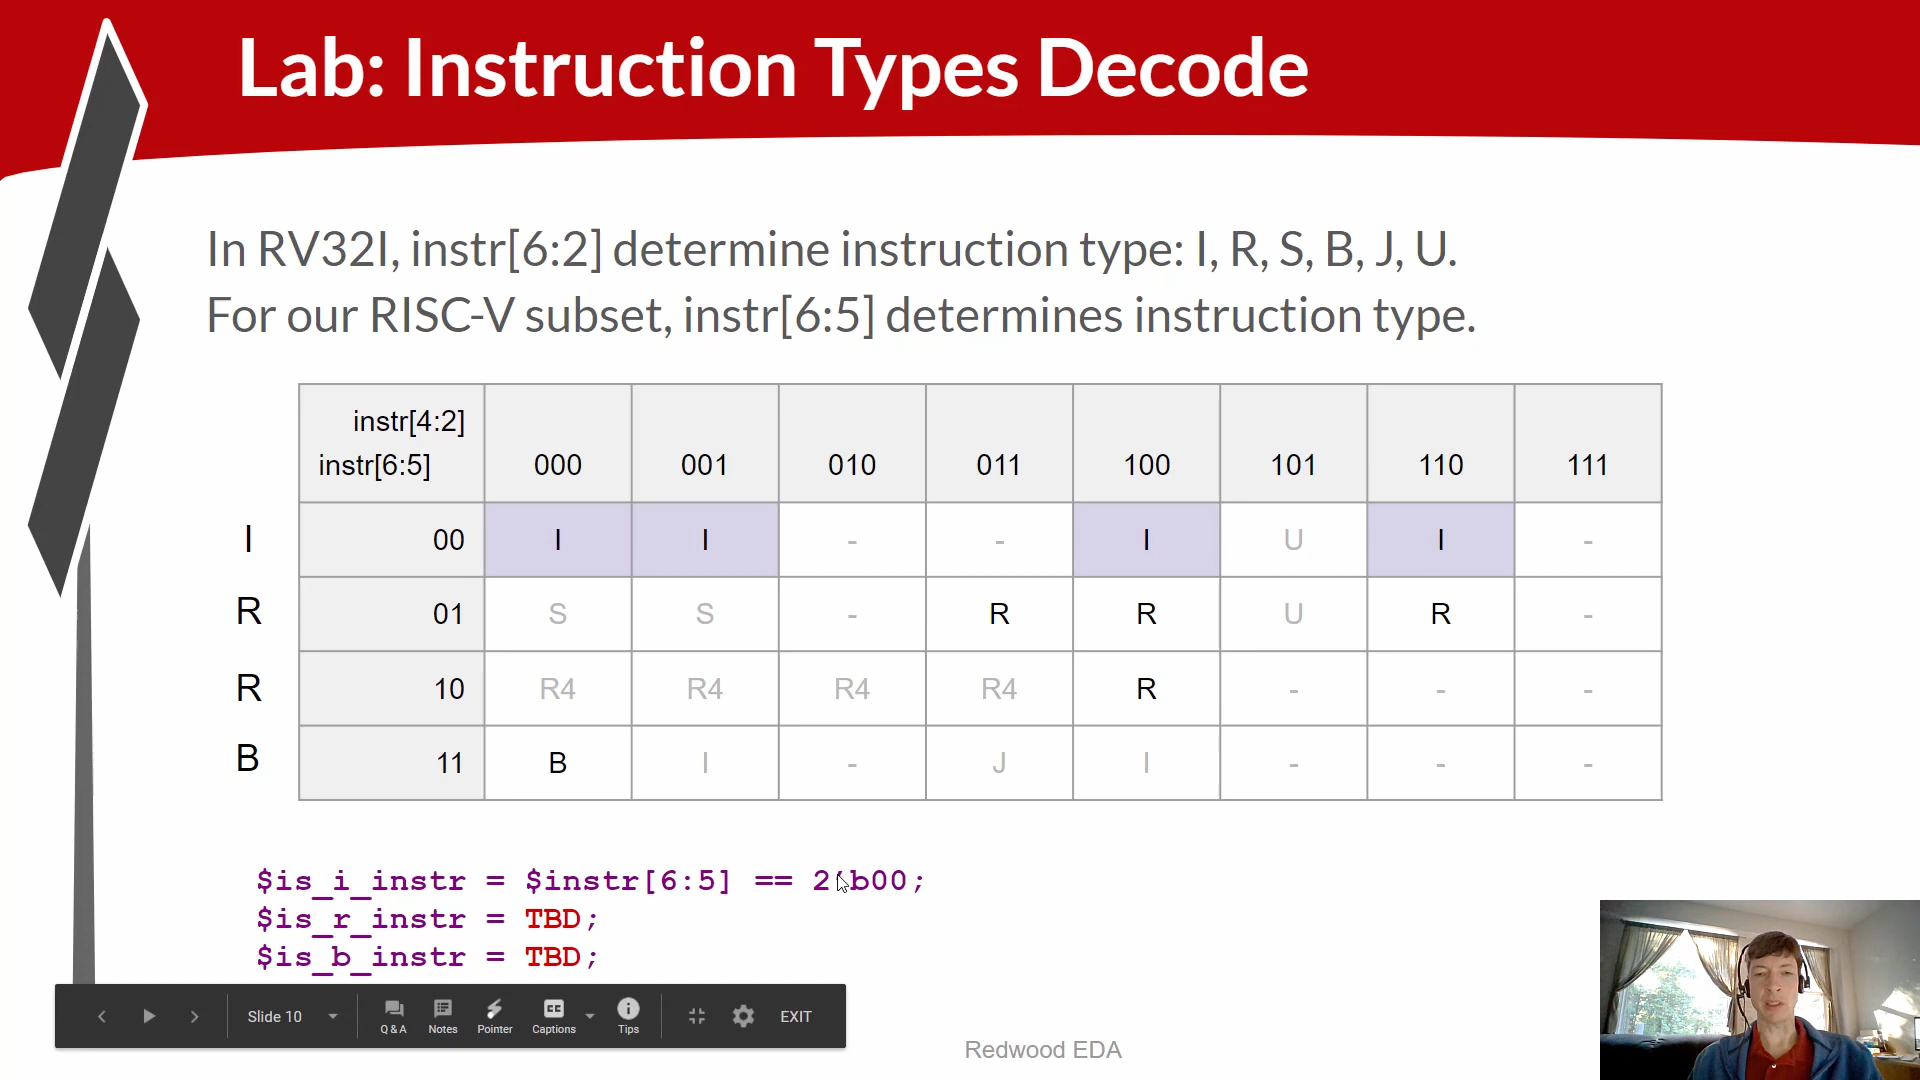 Lab: Instruction Types Decode
In RV32I, instr[6:2] determine instruction type: I, R, S, B, J, U.
For our RISC-V subset, instr[6:5] determines instruction type.
instr[4:2]
instr[6:5] 000 001 010 011 100 101 110 111
I 00 I I - - I U I -
R 01 S S - R R U R -
R 10 R4 R4 R4 R4 R - - -
B 11 B I - J I - - -
$is_i_instr = $instr[6:5] == 2'b00;
$is_r_instr = TBD;
$is_b_instr = TBD;
Slide 10 Q & A Notes Pointer Captions Tips EXIT
Redwood EDA